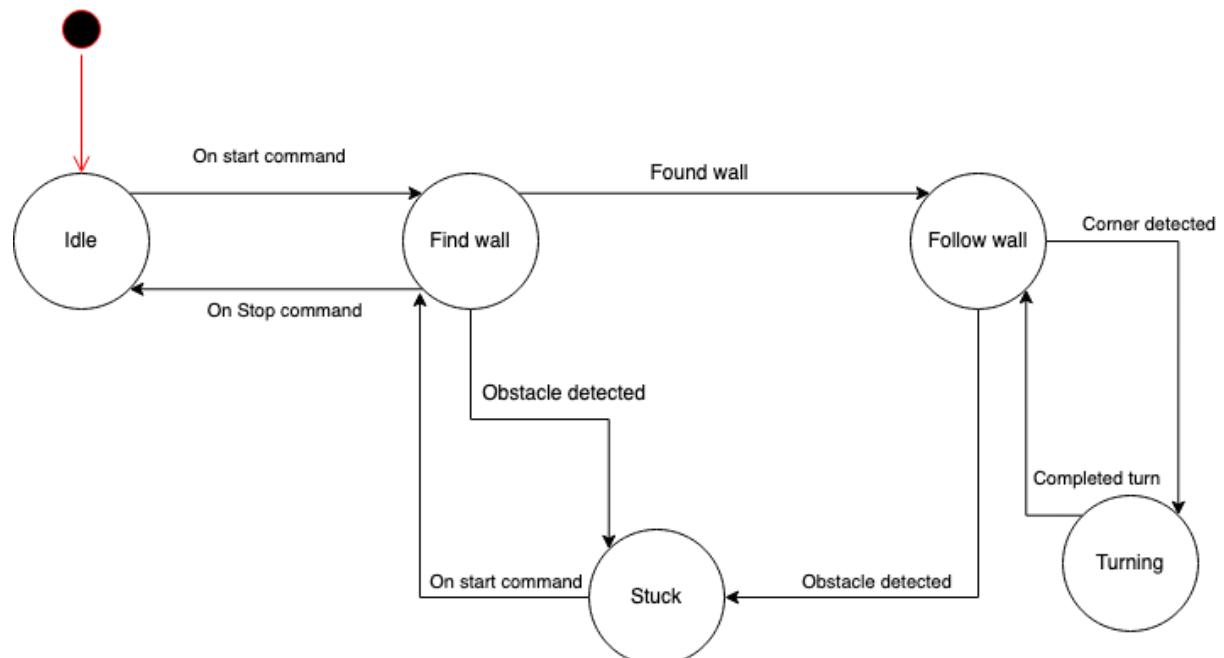 On start command
Found wall
Corner detected
Idle
Find wall
Follow wall
On Stop command
Obstacle detected
Completed turn
On start command
Stuck
Obstacle detected
Turning